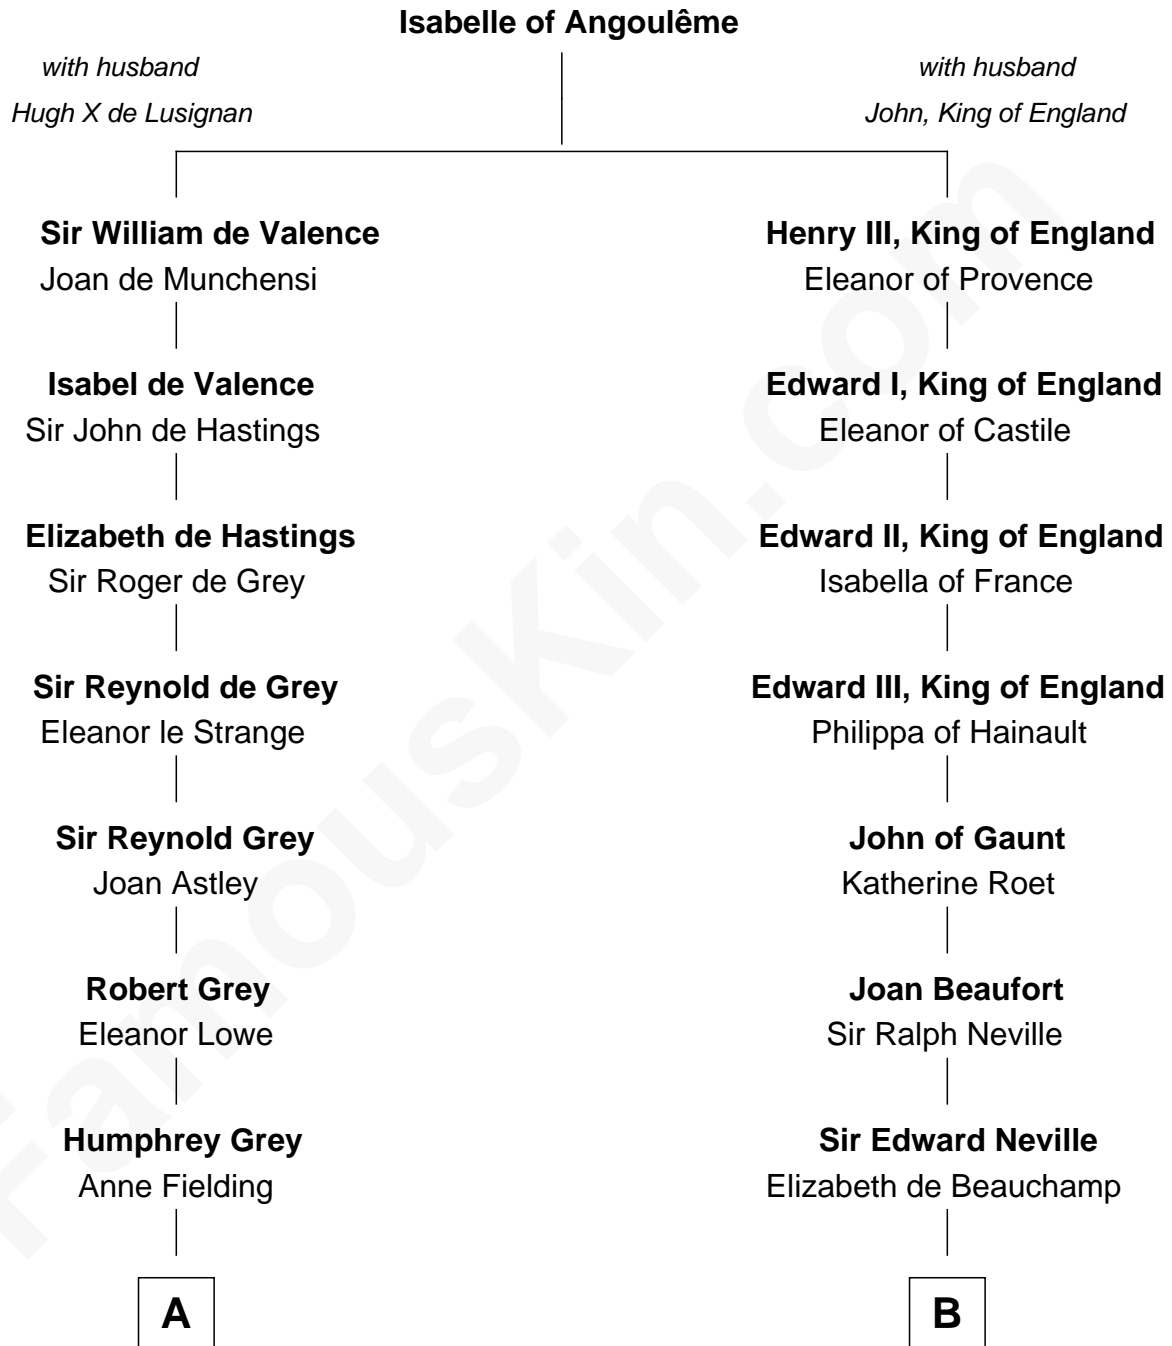 Isabelle of Angoulême
with husband
Hugh X de Lusignan
with husband
John, King of England
Sir William de Valence
Joan de Munchensi
Henry III, King of England
Eleanor of Provence
Isabel de Valence
Sir John de Hastings
Edward I, King of England
Eleanor of Castile
Elizabeth de Hastings
Sir Roger de Grey
Edward II, King of England
Isabella of France
Sir Reynold de Grey
Eleanor le Strange
Edward III, King of England
Philippa of Hainault
Sir Reynold Grey
Joan Astley
John of Gaunt
Katherine Roet
Robert Grey
Eleanor Lowe
Joan Beaufort
Sir Ralph Neville
Humphrey Grey
Anne Fielding
Sir Edward Neville
Elizabeth de Beauchamp
A
B
FamousKin.com